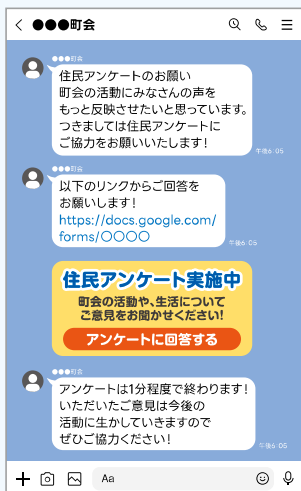 ●●●町会
●●●町会
住民アンケートのお願い
町会の活動にみなさんの声を
もっと反映させたいと思っています。
つきましては住民アンケートに
ご協力をお願いいたします！
午後6：05
●●●町会
以下のリンクからご回答を
お願いします！
https://docs.google.com/
forms/〇〇〇〇
午後6：05
住民アンケート実施中
町会の活動や、生活について
ご意見をお聞かせください！
アンケートに回答する
●●●町会
アンケートは1分程度で終わります！
いただいたご意見は今後の
活動に生かしていきますので
ぜひご協力ください！
午後6：05
Aa